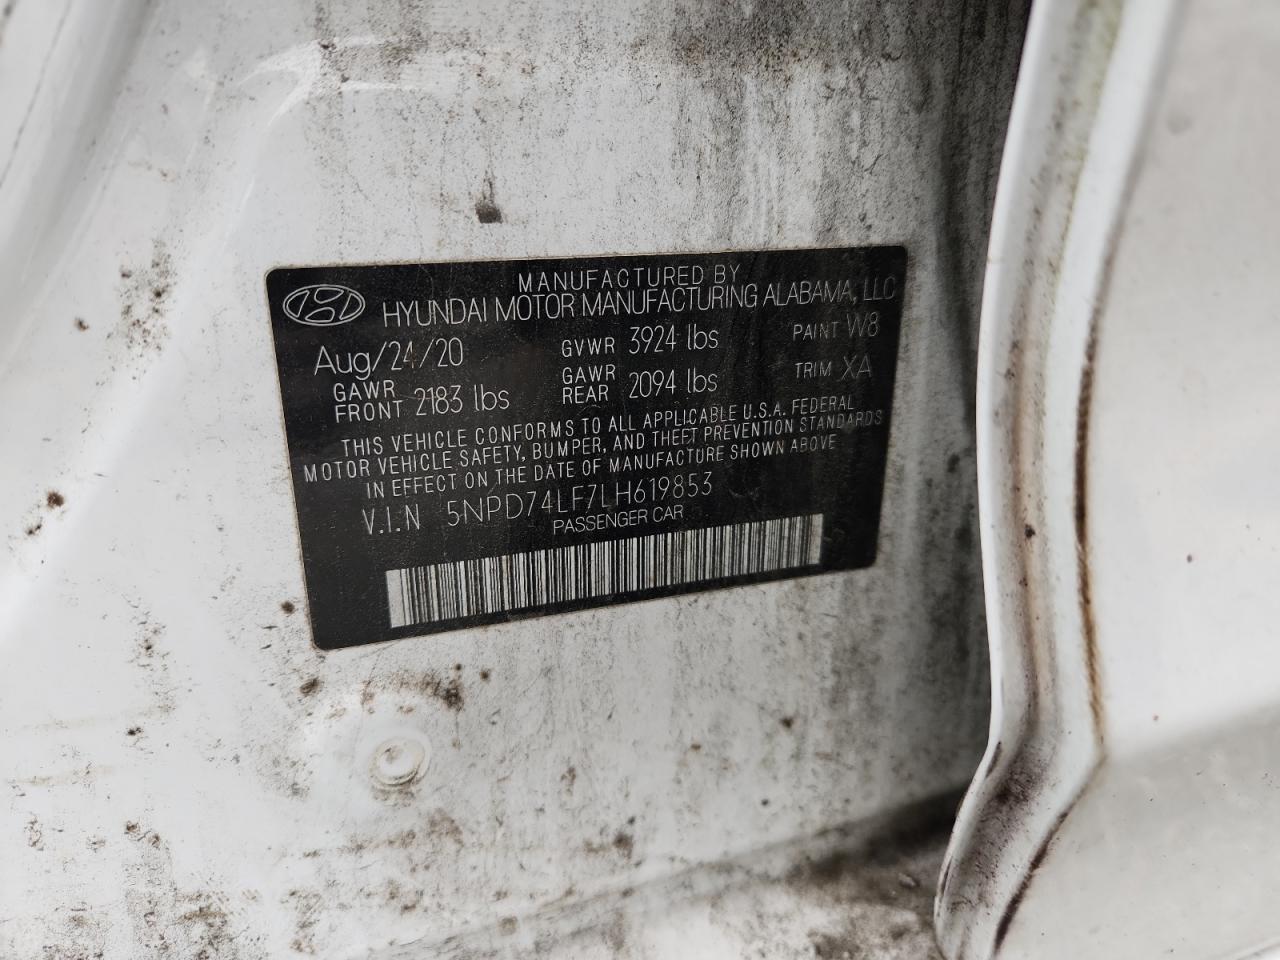 MANUFACTURED BY
HYUNDAI MOTOR MANUFACTURING ALABAMA, LLC
Aug/24/20 GVWR 3924 lbs PAINT W8
GAWR FRONT 2183 lbs GAWR REAR 2094 lbs TRIM XA
THIS VEHICLE CONFORMS TO ALL APPLICABLE U.S.A. FEDERAL
MOTOR VEHICLE SAFETY, BUMPER, AND THEFT PREVENTION STANDARDS
IN EFFECT ON THE DATE OF MANUFACTURE SHOWN ABOVE
V.I.N 5NPD74LF7LH619853
PASSENGER CAR